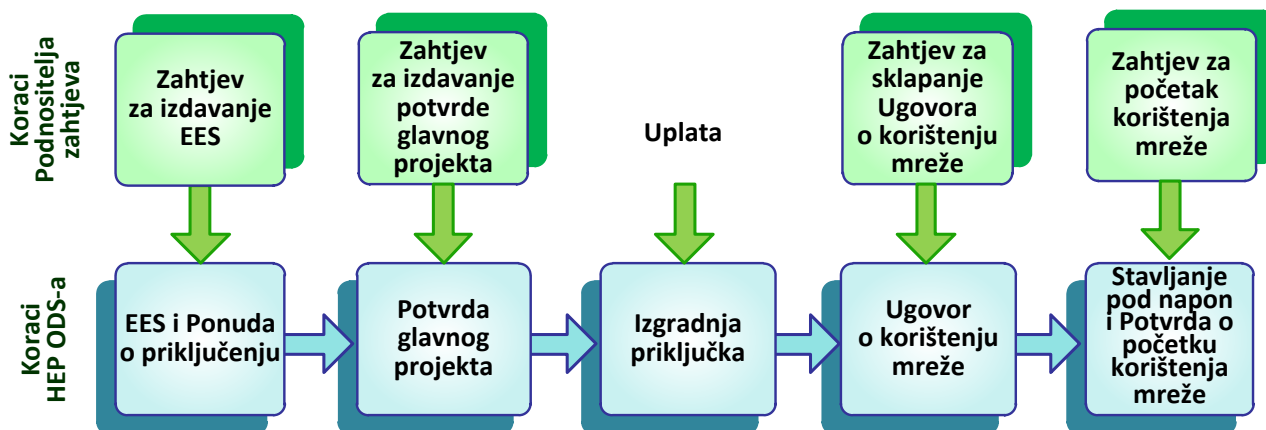 Koraci
Podnositelja
zahtjeva
Zahtjev
za izdavanje
EES
Zahtjev
za izdavanje
potvrde
glavnog
projekta
Uplata
Zahtjev za
sklapanje
Ugovora
o korištenju
mreže
Zahtjev za
početak
korištenja
mreže
Koraci
HEP ODS-a
EES i Ponuda
o priključenju
Potvrda
glavnog
projekta
Izgradnja
priključka
Ugovor
o korištenju
mreže
Stavljanje
pod napon
i Potvrda o
početku
korištenja
mreže